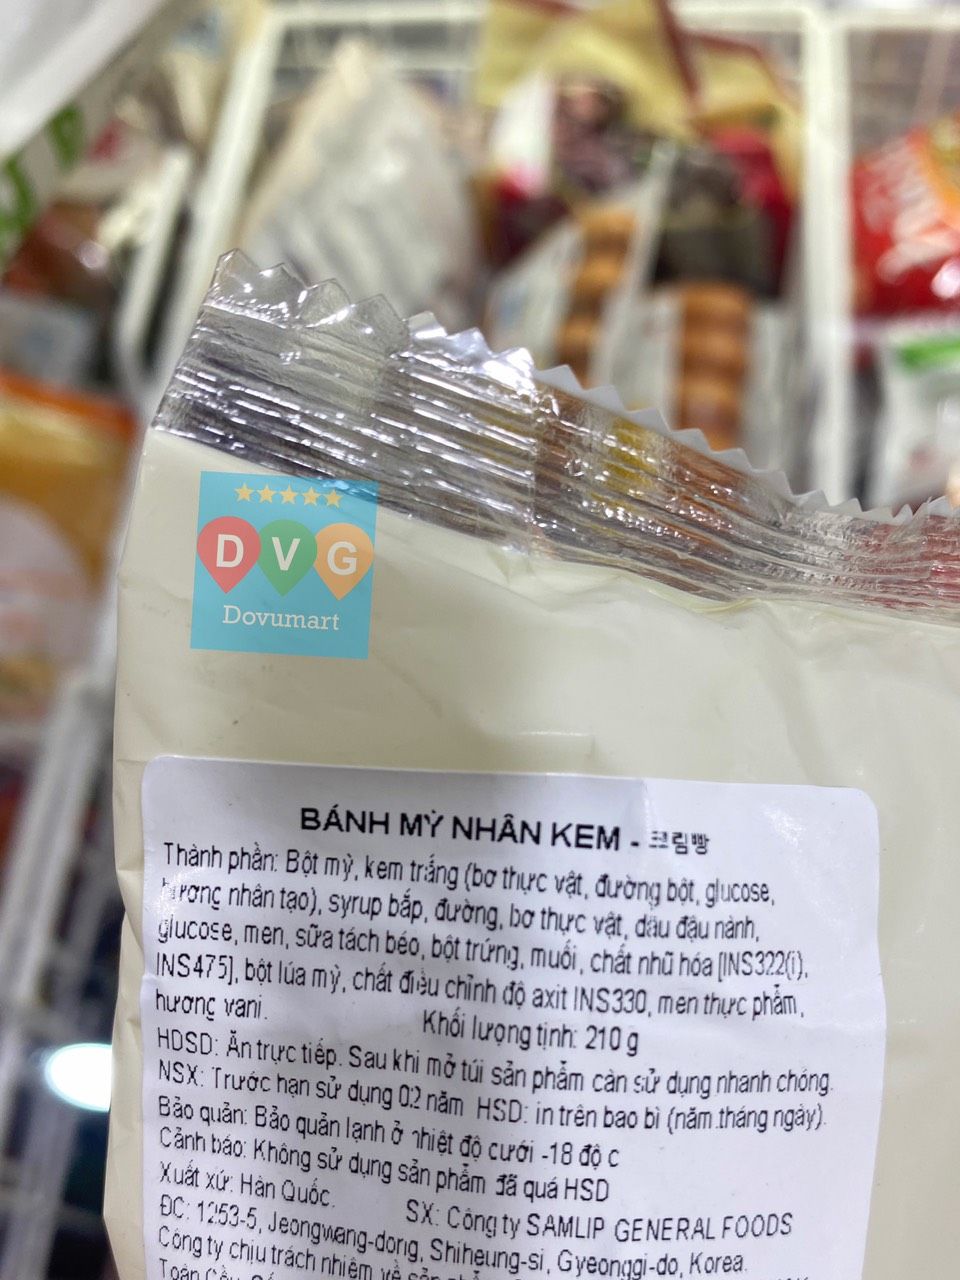 DVG
Dovumart
BÁNH MỲ NHÂN KEM - 크림빵
Thành phần: Bột mỳ, kem trắng (bơ thực vật, đường bột, glucose,
hương nhân tạo), syrup bắp, đường, bơ thực vật, dầu đậu nành,
glucose, men, sữa tách béo, bột trứng, muối, chất nhũ hóa [INS322(i),
INS475], bột lúa mỳ, chất điều chỉnh độ axit INS330, men thực phẩm,
hương vani. Khối lượng tịnh: 210 g
HDSD: Ăn trực tiếp. Sau khi mở túi sản phẩm cần sử dụng nhanh chóng.
NSX: Trước hạn sử dụng 02 năm HSD: in trên bao bì (năm.tháng.ngày).
Bảo quản: Bảo quản lạnh ở nhiệt độ cưới -18 độ c
Cảnh báo: Không sử dụng sản phẩm đã quá HSD
Xuất xứ: Hàn Quốc. SX: Công ty SAMLIP GENERAL FOODS
ĐC: 1253-5, Jeongwang-dong, Shiheung-si, Gyeonggi-do, Korea.
Công ty chịu trách nhiệm về sản
Toàn Cầu